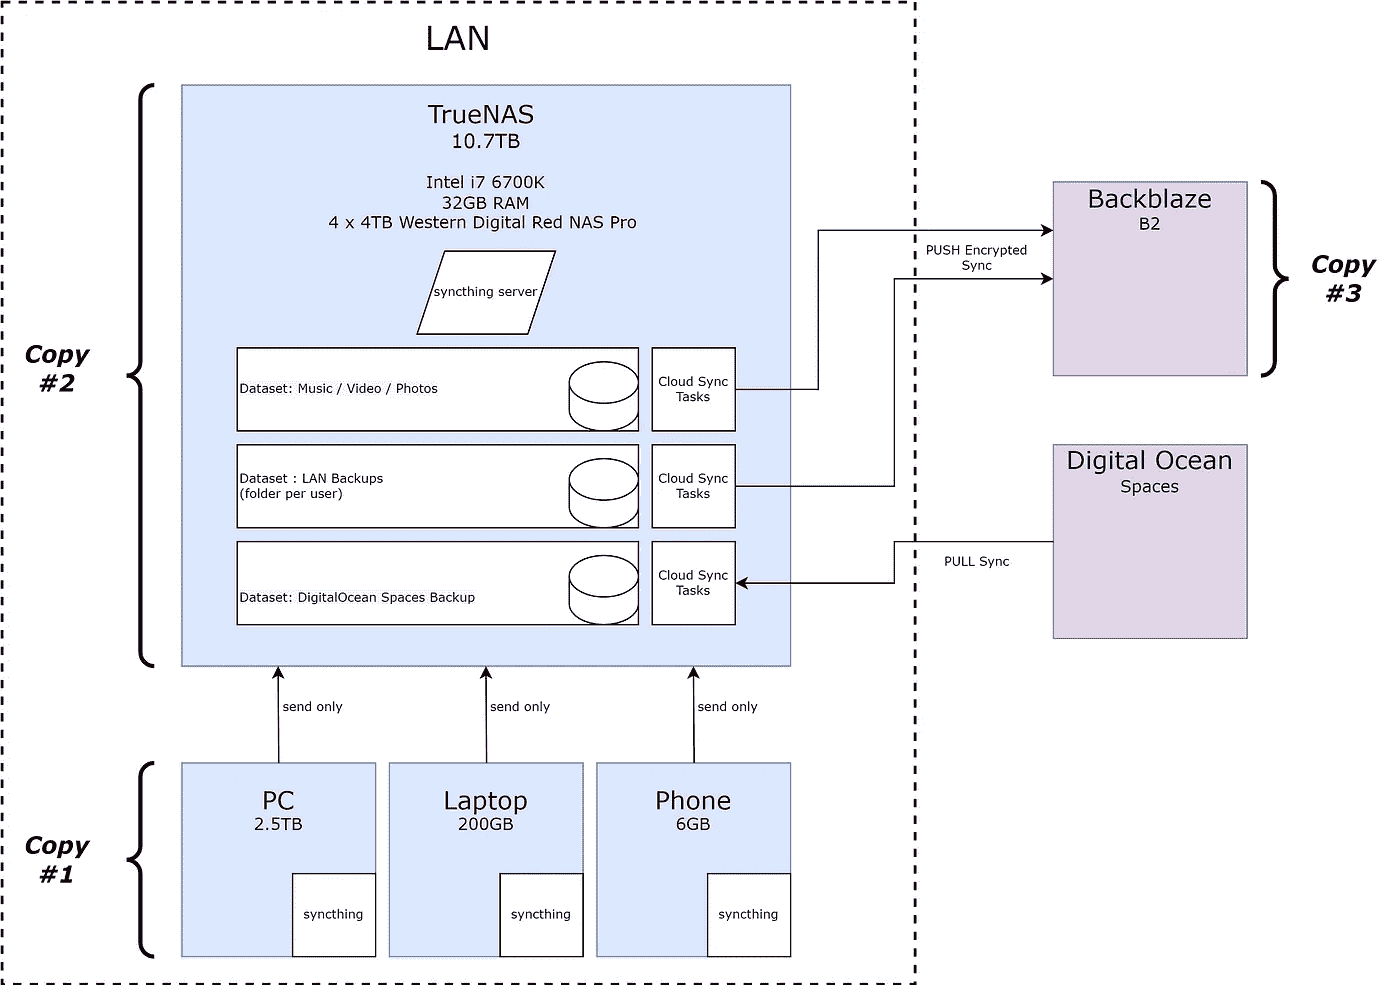 LAN
TrueNAS
10.7TB
Intel i7 6700K
32GB RAM
4 x 4TB Western Digital Red NAS Pro
syncthing server
Dataset: Music / Video / Photos
Cloud Sync
Tasks
Dataset : LAN Backups
(folder per user)
Cloud Sync
Tasks
Dataset: DigitalOcean Spaces Backup
Cloud Sync
Tasks
Copy
#2
PUSH Encrypted
Sync
Backblaze
B2
Copy
#3
Digital Ocean
Spaces
PULL Sync
send only
send only
send only
Copy
#1
PC
2.5TB
syncthing
Laptop
200GB
syncthing
Phone
6GB
syncthing